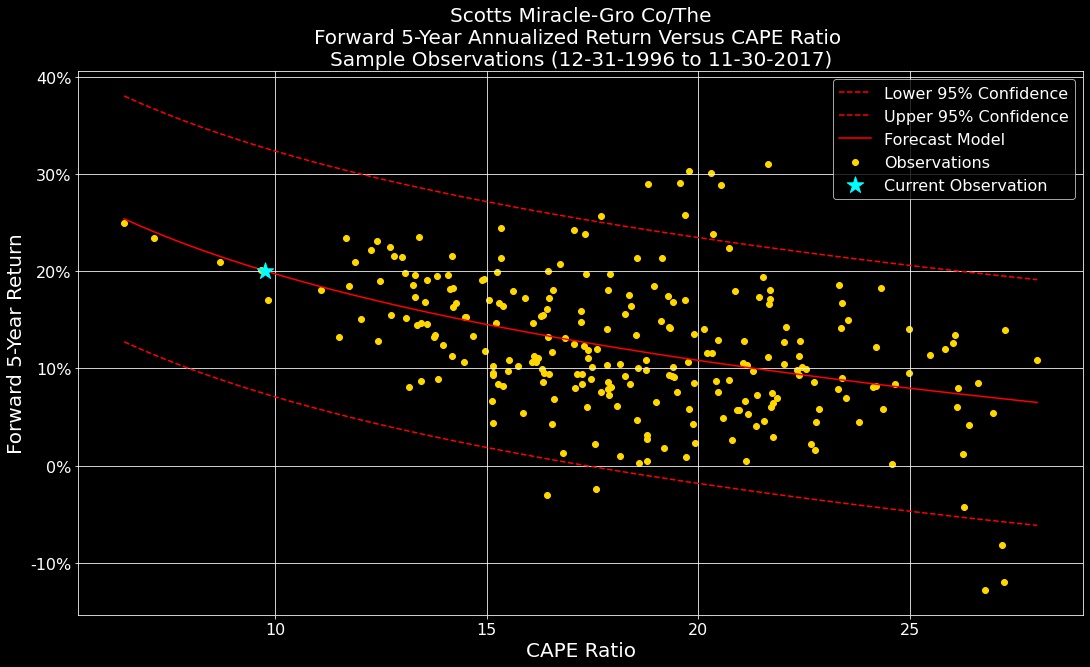 Scotts Miracle-Gro Co/The
Forward 5-Year Annualized Return Versus CAPE Ratio
Sample Observations (12-31-1996 to 11-30-2017)
Lower 95% Confidence
Upper 95% Confidence
Forecast Model
Observations
Current Observation
Forward 5-Year Return
40%
30%
20%
10%
0%
-10%
10
15
20
25
CAPE Ratio